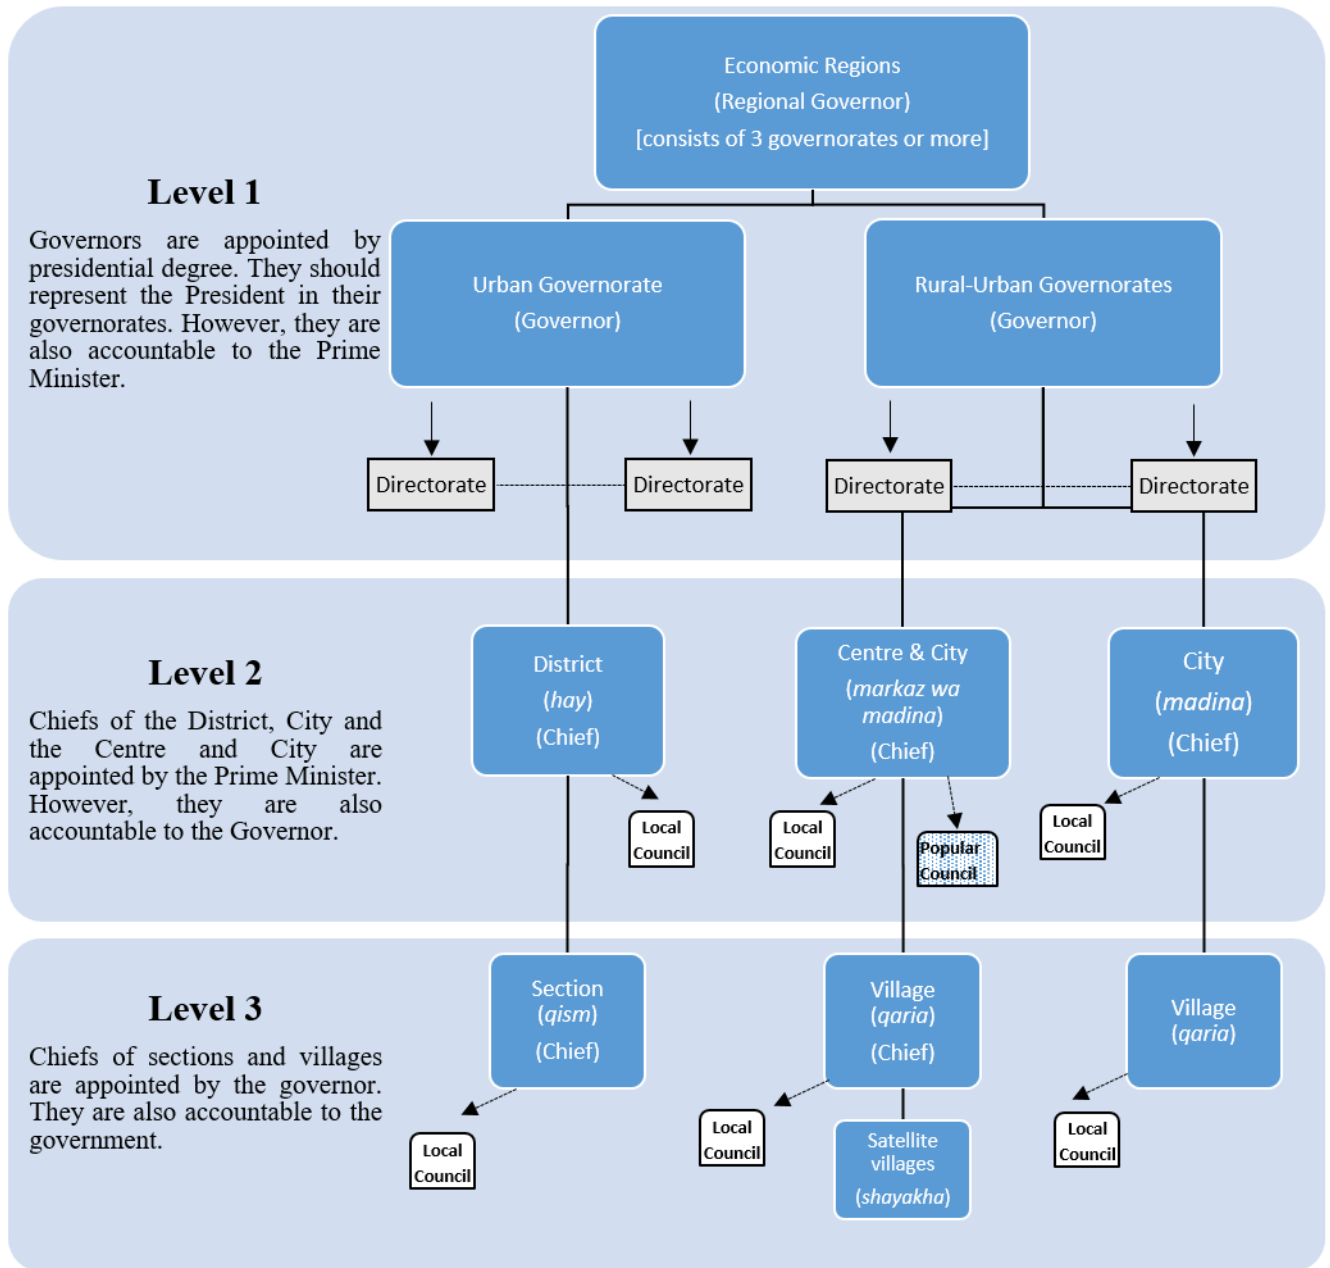 Economic Regions
(Regional Governor)
[consists of 3 governorates or more]
Level 1
Governors are appointed by
presidential degree. They should
represent the President in their
governorates. However, they are
also accountable to the Prime
Minister.
Urban Governorate
(Governor)
Rural-Urban Governorates
(Governor)
Directorate
Directorate
Directorate
Directorate
Level 2
Chiefs of the District, City and
the Centre and City are
appointed by the Prime Minister.
However, they are also
accountable to the Governor.
District
(hay)
(Chief)
Centre & City
(markaz wa
madina)
(Chief)
City
(madina)
(Chief)
Local
Council
Local
Council
Popular
Council
Local
Council
Level 3
Chiefs of sections and villages
are appointed by the governor.
They are also accountable to the
government.
Section
(qism)
(Chief)
Village
(qaria)
(Chief)
Village
(qaria)
Local
Council
Local
Council
Satellite
villages
(shayakha)
Local
Council